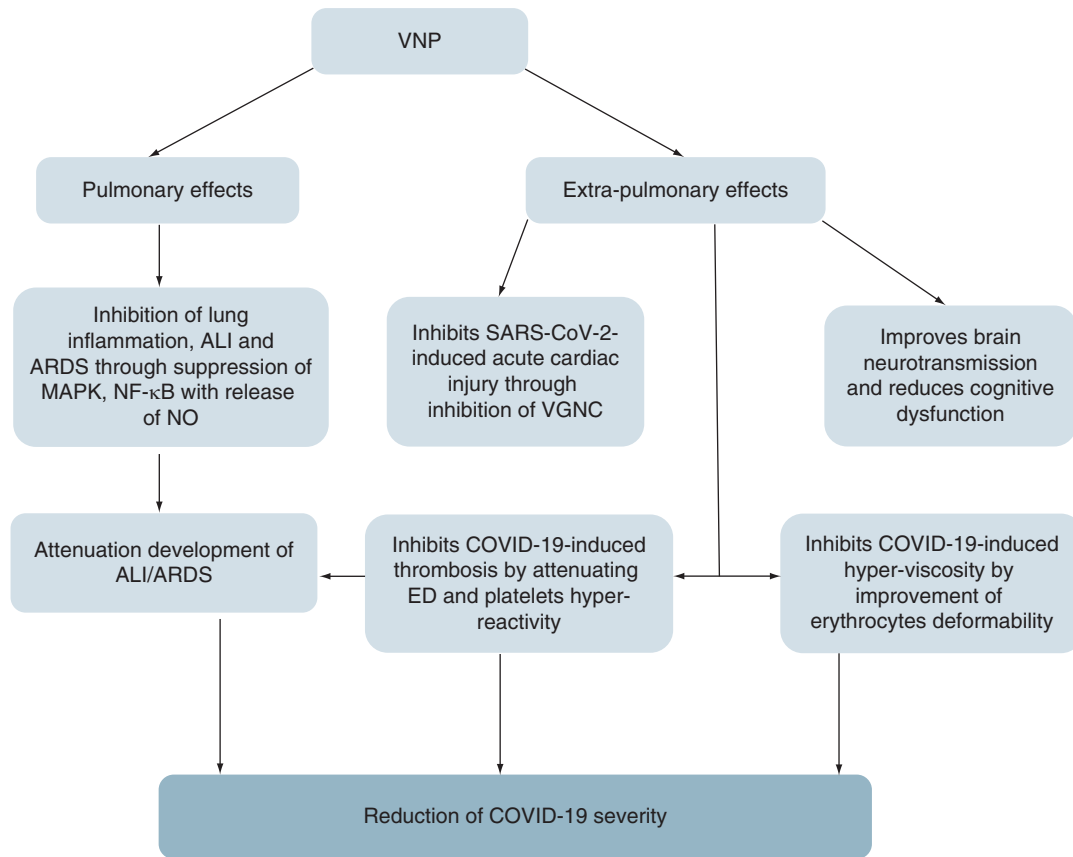 VNP
Pulmonary effects
Extra-pulmonary effects
Inhibition of lung
inflammation, ALI and
ARDS through suppression of
MAPK, NF-κB with release
of NO
Inhibits SARS-CoV-2-
induced acute cardiac
injury through
inhibition of VGNC
Improves brain
neurotransmission
and reduces cognitive
dysfunction
Attenuation development of
ALI/ARDS
Inhibits COVID-19-induced
thrombosis by attenuating
ED and platelets hyper-
reactivity
Inhibits COVID-19-induced
hyper-viscosity by
improvement of
erythrocytes deformability
Reduction of COVID-19 severity